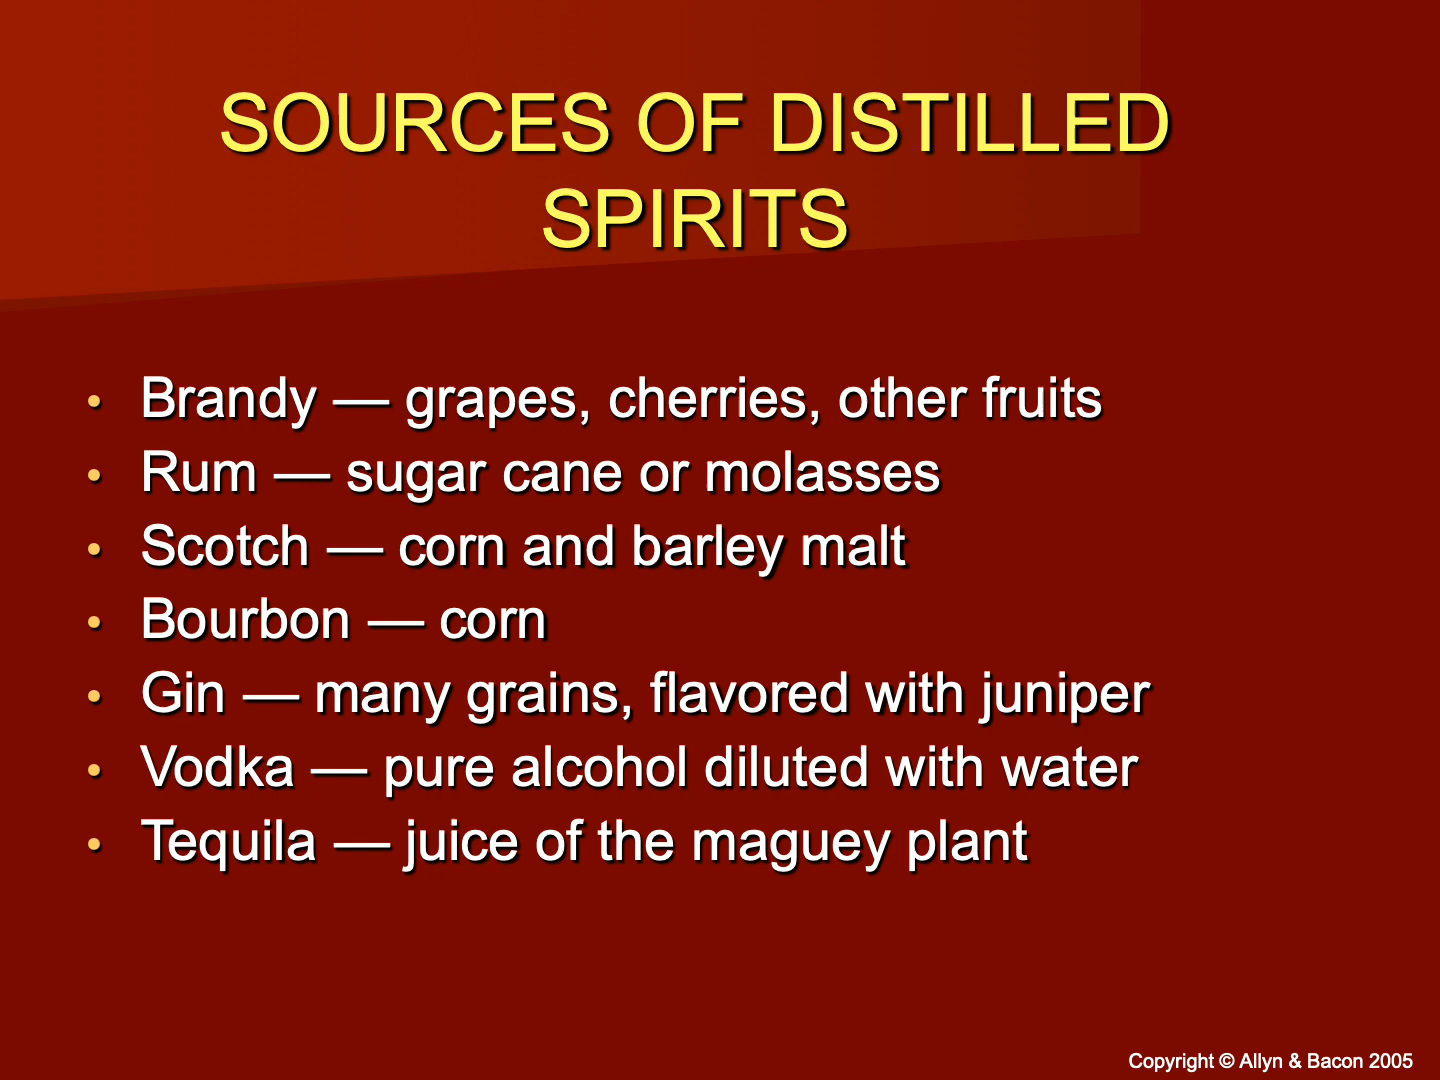 SOURCES OF DISTILLED
SPIRITS
• Brandy — grapes, cherries, other fruits
• Rum — sugar cane or molasses
• Scotch — corn and barley malt
• Bourbon — corn
• Gin — many grains, flavored with juniper
• Vodka — pure alcohol diluted with water
• Tequila — juice of the maguey plant
Copyright © Allyn & Bacon 2005